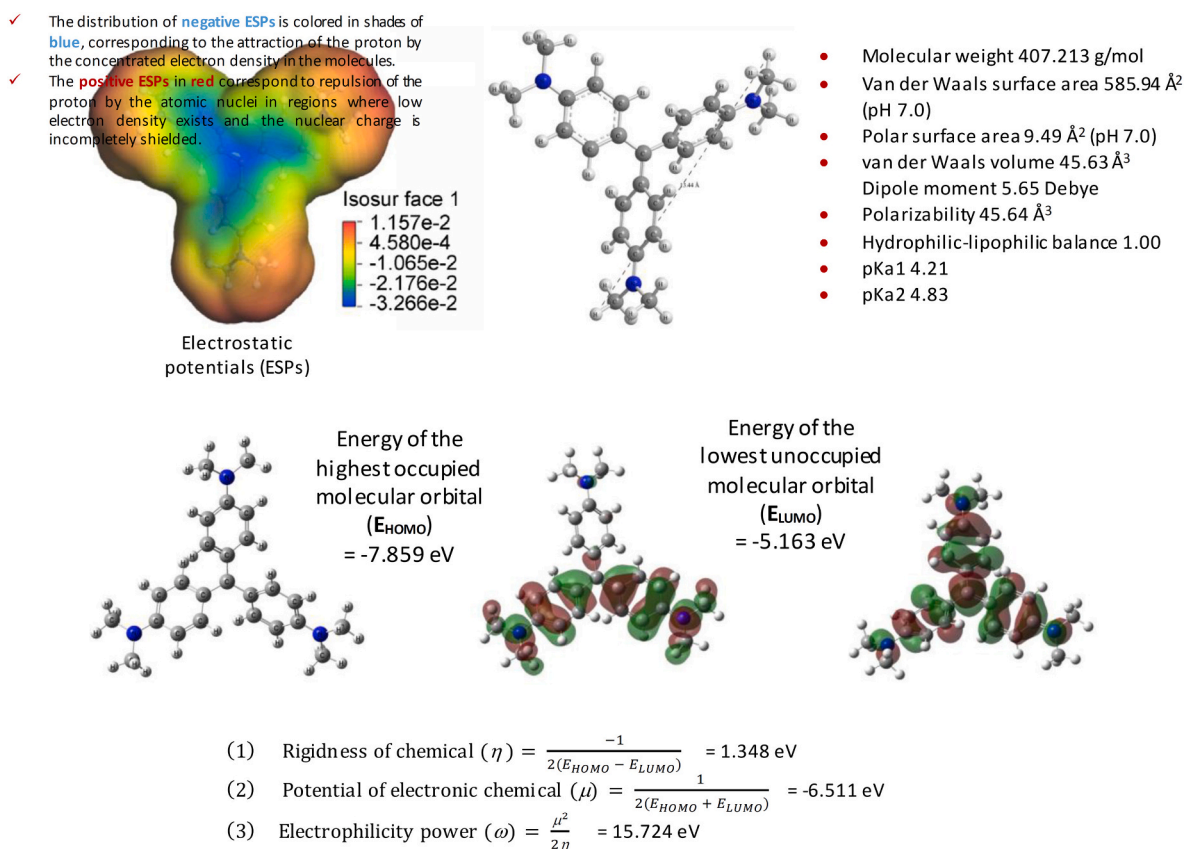 ✓ The distribution of negative ESPs is colored in shades of
blue, corresponding to the attraction of the proton by
the concentrated electron density in the molecules.
✓ The positive ESPs in red correspond to repulsion of the
proton by the atomic nuclei in regions where low
electron density exists and the nuclear charge is
incompletely shielded.
Isosur face 1
1.157e-2
4.580e-4
-1.065e-2
-2.176e-2
-3.266e-2
Electrostatic
potentials (ESPs)
• Molecular weight 407.213 g/mol
• Van der Waals surface area 585.94 Å²
(pH 7.0)
• Polar surface area 9.49 Å² (pH 7.0)
• van der Waals volume 45.63 Å³
Dipole moment 5.65 Debye
• Polarizability 45.64 Å³
• Hydrophilic-lipophilic balance 1.00
• pKa1 4.21
• pKa2 4.83
Energy of the
highest occupied
molecular orbital
(E_HOMO)
= -7.859 eV
Energy of the
lowest unoccupied
molecular orbital
(E_LUMO)
= -5.163 eV
(1) Rigidness of chemical (η) = −1 / 2(E_HOMO − E_LUMO) = 1.348 eV
(2) Potential of electronic chemical (μ) = 1 / 2(E_HOMO + E_LUMO) = -6.511 eV
(3) Electrophilicity power (ω) = μ² / 2η = 15.724 eV